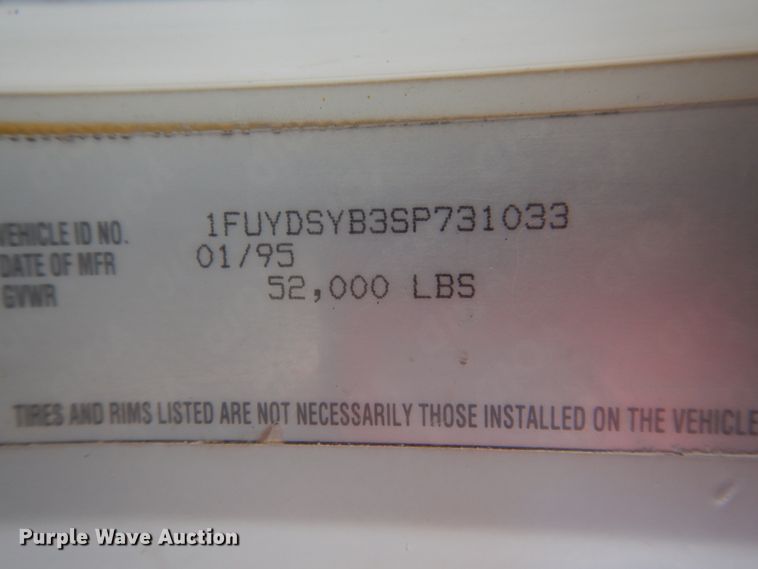 VEHICLE ID NO. 1FUYDSYB3SP731033
DATE OF MFR 01/95
GVWR 52,000 LBS
TIRES AND RIMS LISTED ARE NOT NECESSARILY THOSE INSTALLED ON THE VEHICLE
Purple Wave Auction